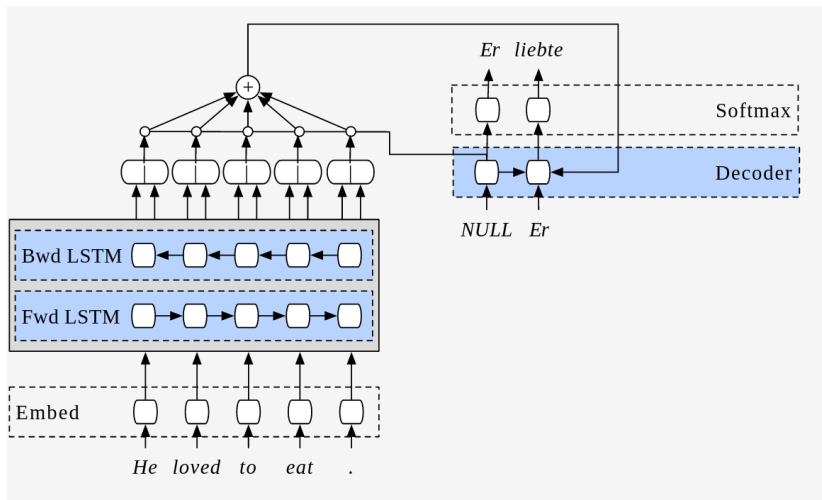 Er liebte
+
Softmax
Decoder
NULL Er
Bwd LSTM
Fwd LSTM
Embed
He loved to eat .